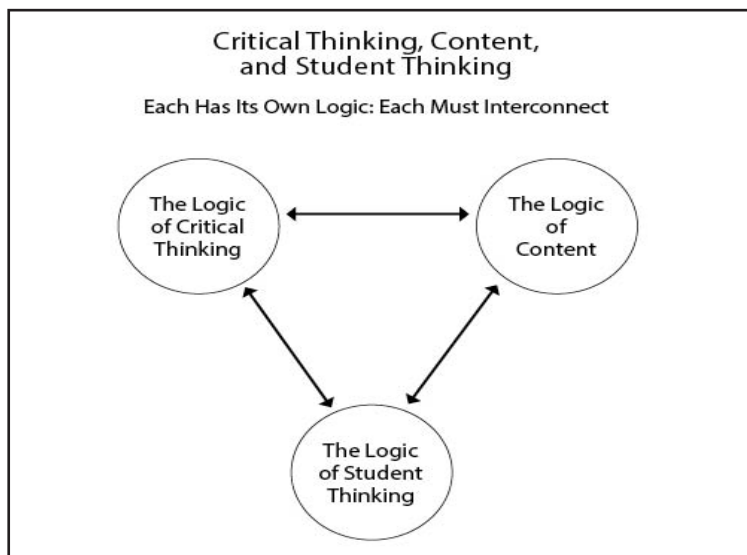 Critical Thinking, Content,
and Student Thinking
Each Has Its Own Logic: Each Must Interconnect
The Logic
of Critical
Thinking
The Logic
of
Content
The Logic
of Student
Thinking